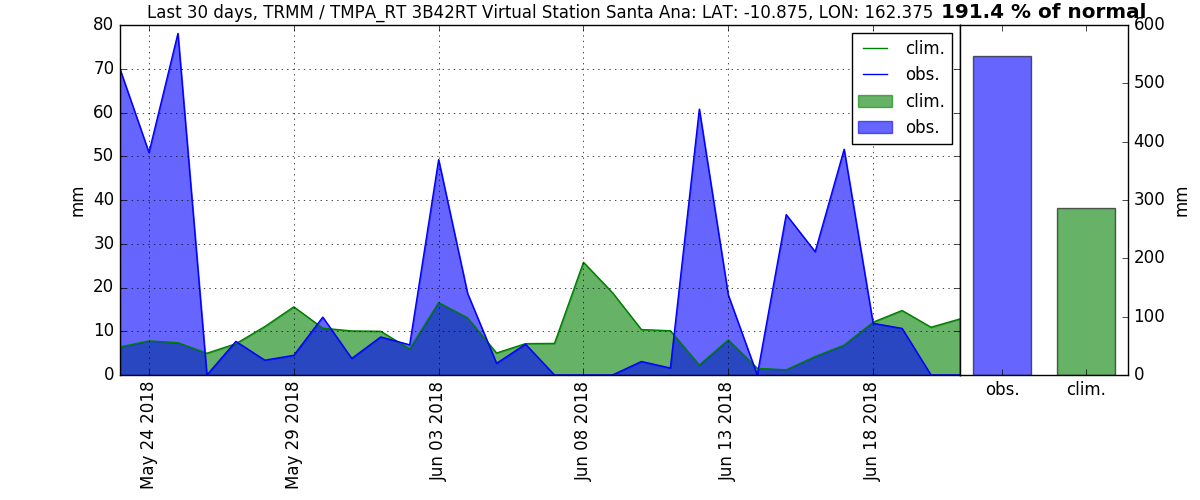 Last 30 days, TRMM / TMPA_RT 3B42RT Virtual Station Santa Ana: LAT: -10.875, LON: 162.375 191.4 % of normal
80
70
60
50
40
30
20
10
0
mm
clim.
obs.
clim.
obs.
May 24 2018
May 29 2018
Jun 03 2018
Jun 08 2018
Jun 13 2018
Jun 18 2018
600
500
400
300
200
100
0
mm
obs. clim.